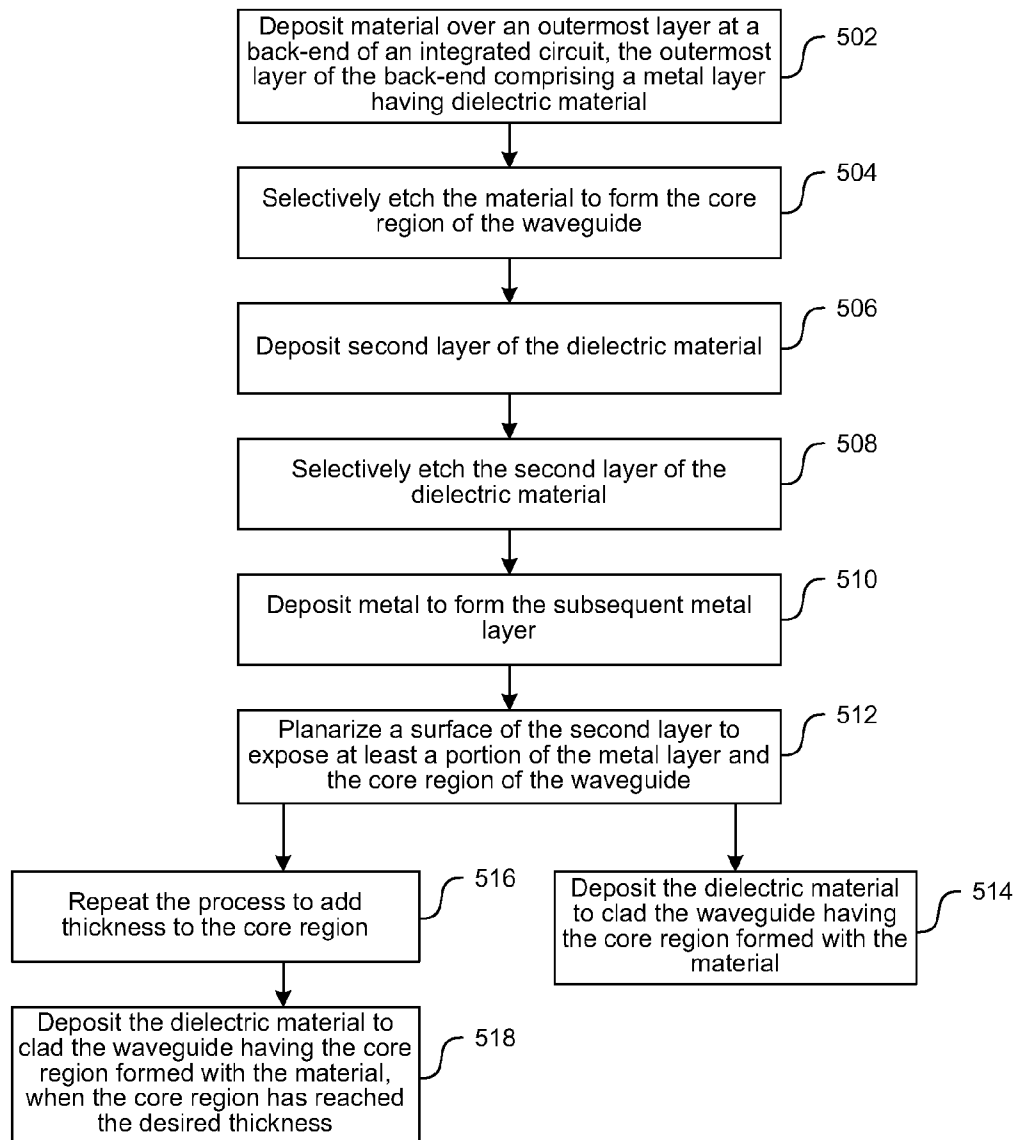 Deposit material over an outermost layer at a
back-end of an integrated circuit, the outermost
layer of the back-end comprising a metal layer
having dielectric material
502
Selectively etch the material to form the core
region of the waveguide
504
Deposit second layer of the dielectric material
506
Selectively etch the second layer of the
dielectric material
508
Deposit metal to form the subsequent metal
layer
510
Planarize a surface of the second layer to
expose at least a portion of the metal layer and
the core region of the waveguide
512
Repeat the process to add
thickness to the core region
516
Deposit the dielectric material
to clad the waveguide having
the core region formed with the
material
514
Deposit the dielectric material to
clad the waveguide having the core
region formed with the material,
when the core region has reached
the desired thickness
518